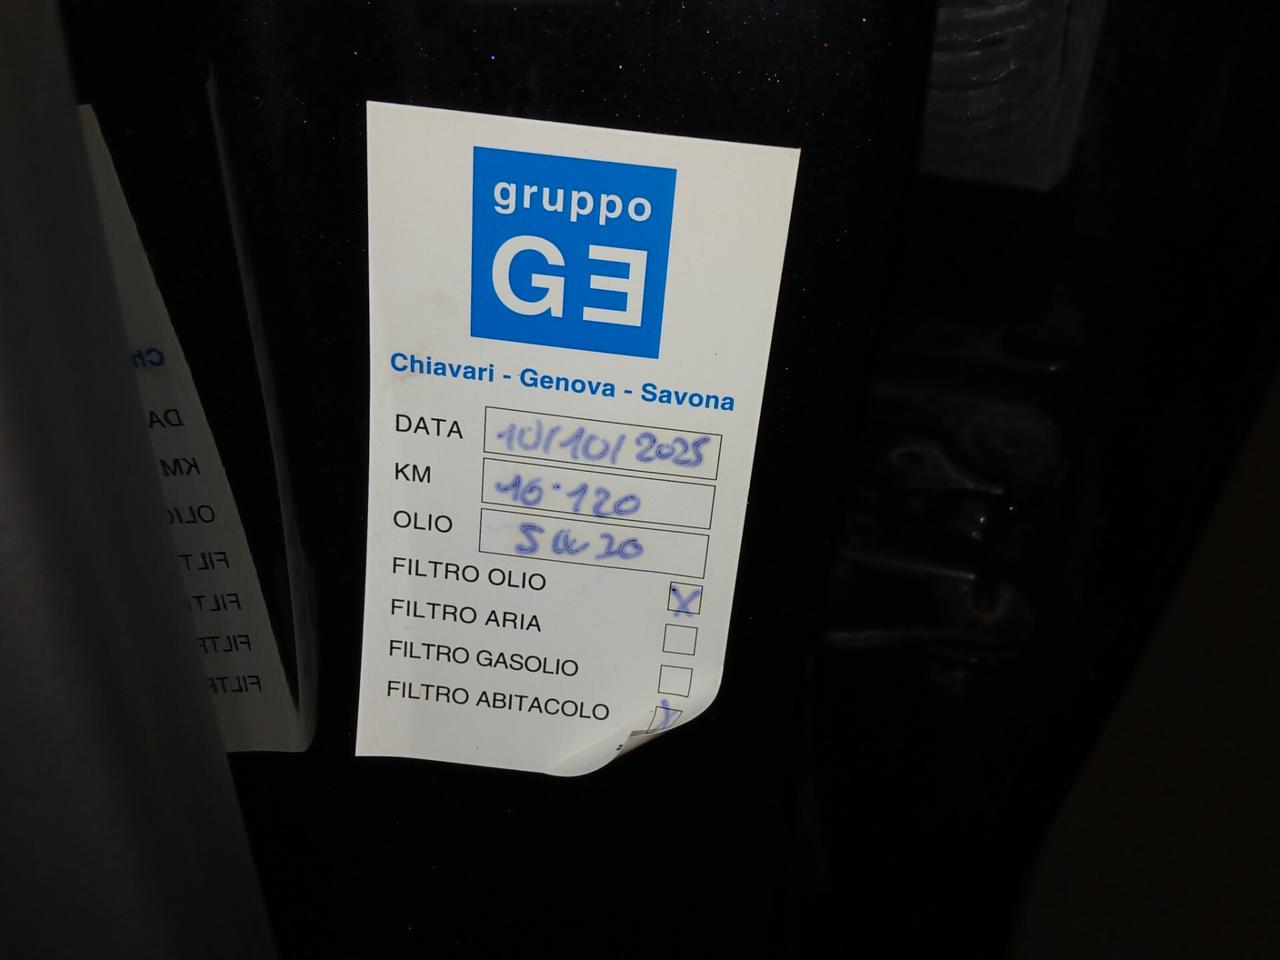 gruppo
GE
Chiavari - Genova - Savona
DATA 10/10/2025
KM 16.120
OLIO 5W20
FILTRO OLIO X
FILTRO ARIA
FILTRO GASOLIO
FILTRO ABITACOLO X